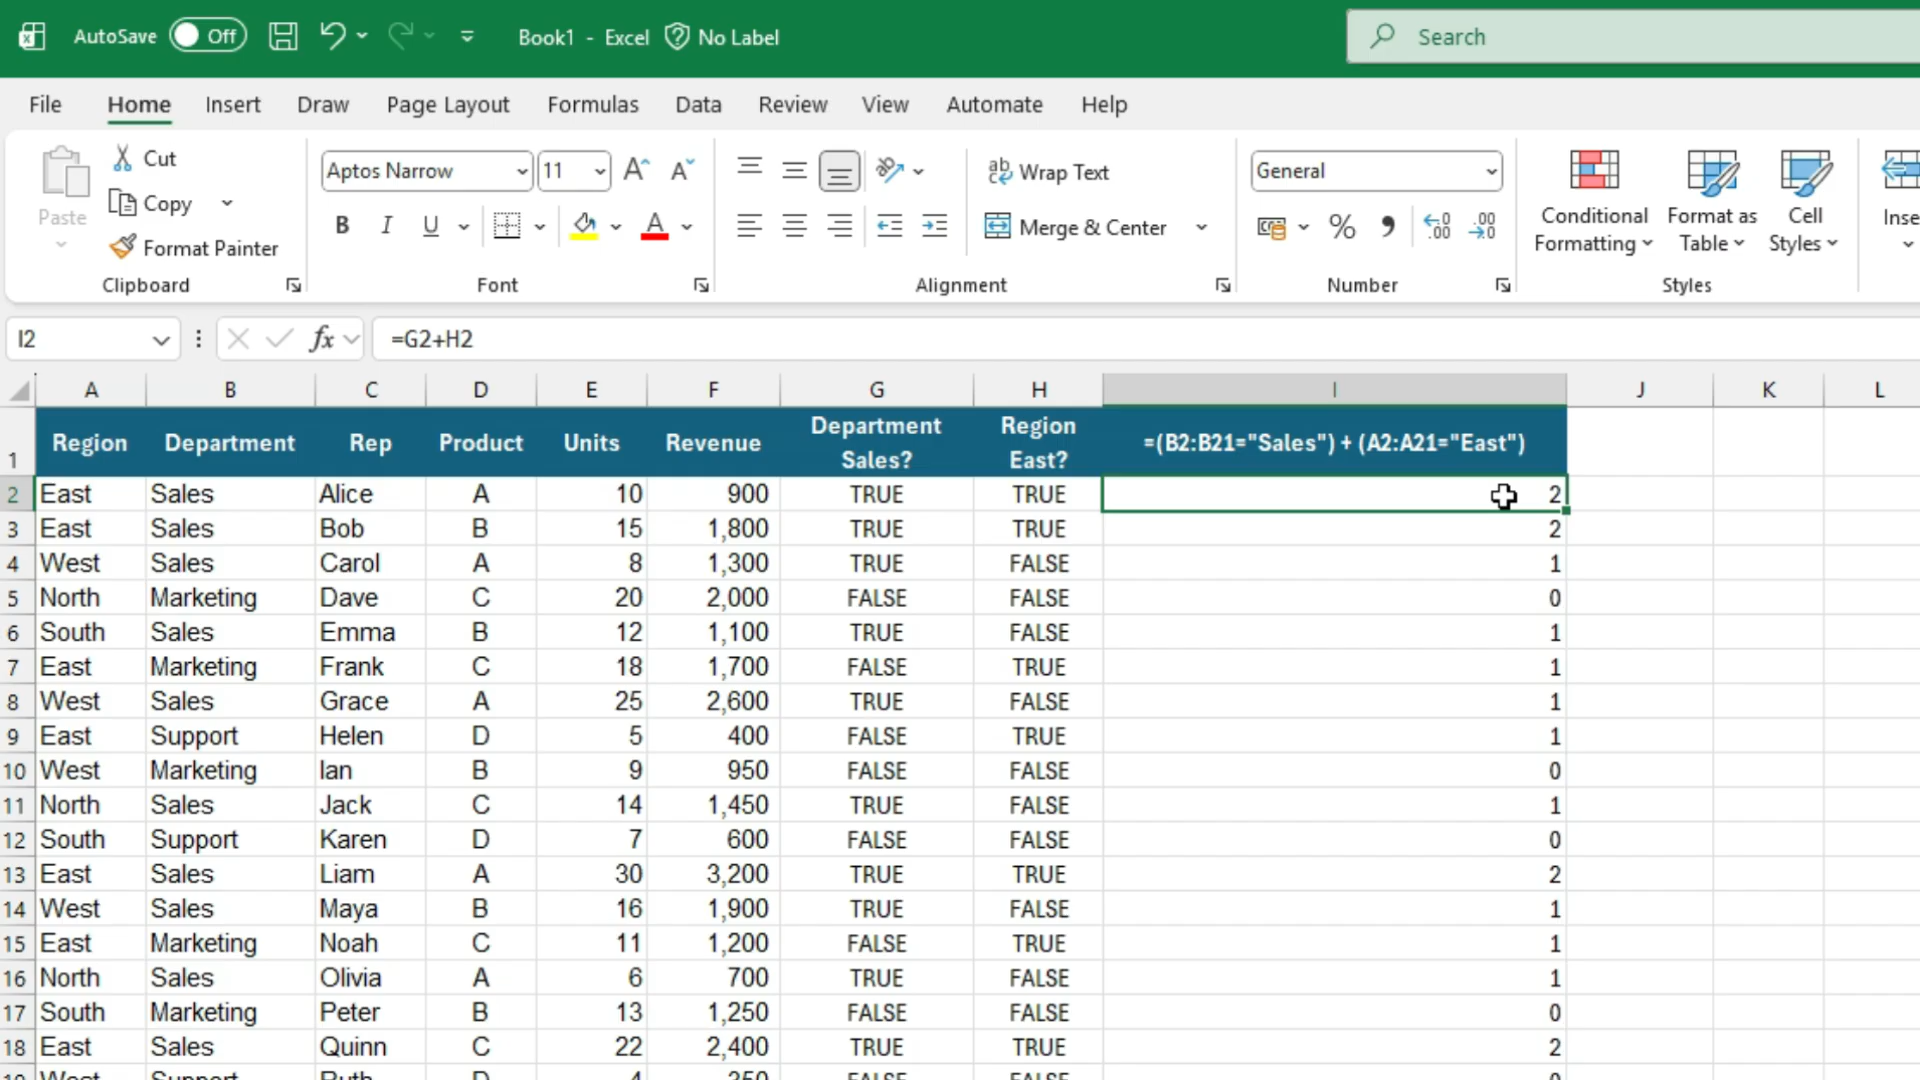 AutoSave Off Book1 - Excel No Label Search
File Home Insert Draw Page Layout Formulas Data Review View Automate Help
Paste Cut Copy Format Painter Clipboard
Aptos Narrow 11 B I U A Font
Wrap Text Merge & Center Alignment
General % Number
Conditional Formatting Format as Table Cell Styles Styles
I2 fx =G2+H2
A B C D E F G H I J K L
1 Region Department Rep Product Units Revenue Department Sales? Region East? =(B2:B21="Sales") + (A2:A21="East")
2 East Sales Alice A 10 900 TRUE TRUE 2
3 East Sales Bob B 15 1,800 TRUE TRUE 2
4 West Sales Carol A 8 1,300 TRUE FALSE 1
5 North Marketing Dave C 20 2,000 FALSE FALSE 0
6 South Sales Emma B 12 1,100 TRUE FALSE 1
7 East Marketing Frank C 18 1,700 FALSE TRUE 1
8 West Sales Grace A 25 2,600 TRUE FALSE 1
9 East Support Helen D 5 400 FALSE TRUE 1
10 West Marketing Ian B 9 950 FALSE FALSE 0
11 North Sales Jack C 14 1,450 TRUE FALSE 1
12 South Support Karen D 7 600 FALSE FALSE 0
13 East Sales Liam A 30 3,200 TRUE TRUE 2
14 West Sales Maya B 16 1,900 TRUE FALSE 1
15 East Marketing Noah C 11 1,200 FALSE TRUE 1
16 North Sales Olivia A 6 700 TRUE FALSE 1
17 South Marketing Peter B 13 1,250 FALSE FALSE 0
18 East Sales Quinn C 22 2,400 TRUE TRUE 2